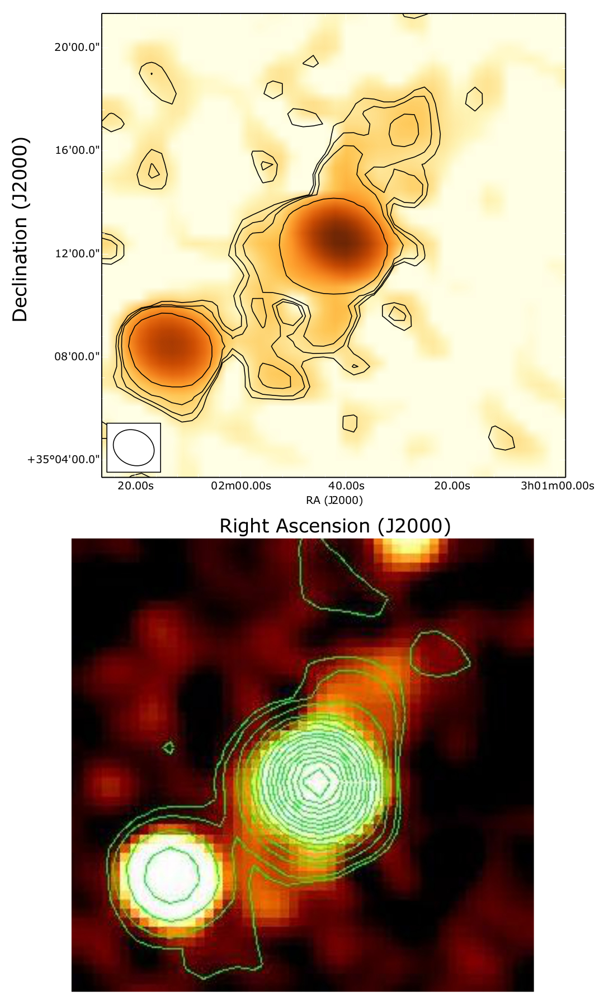 Declination (J2000)
20'00.0"
16'00.0"
12'00.0"
08'00.0"
+35°04'00.0"
20.00s 02m00.00s 40.00s 20.00s 3h01m00.00s
RA (J2000)
Right Ascension (J2000)